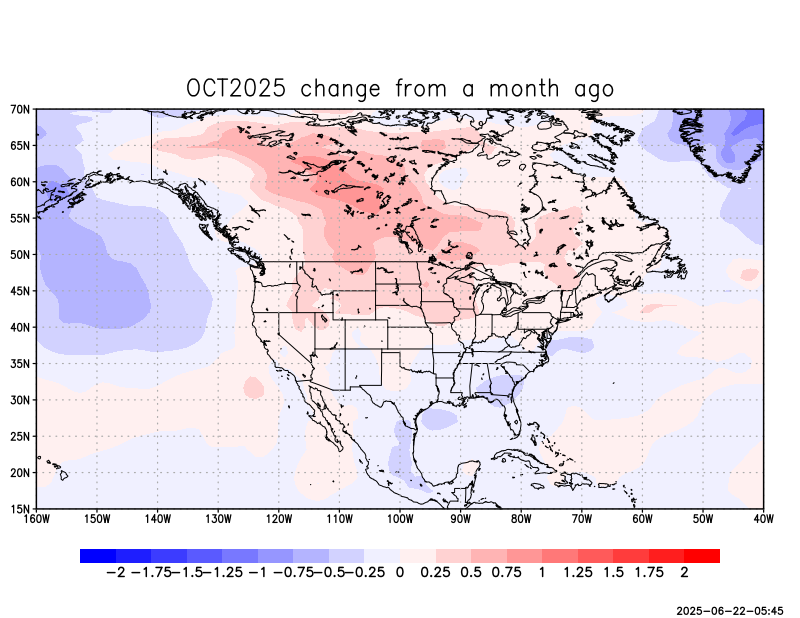 OCT2025 change from a month ago
70N
65N
60N
55N
50N
45N
40N
35N
30N
25N
20N
15N
160W 150W 140W 130W 120W 110W 100W 90W 80W 70W 60W 50W 40W
-2 -1.75 -1.5 -1.25 -1 -0.75 -0.5 -0.25 0 0.25 0.5 0.75 1 1.25 1.5 1.75 2
2025-06-22-05:45